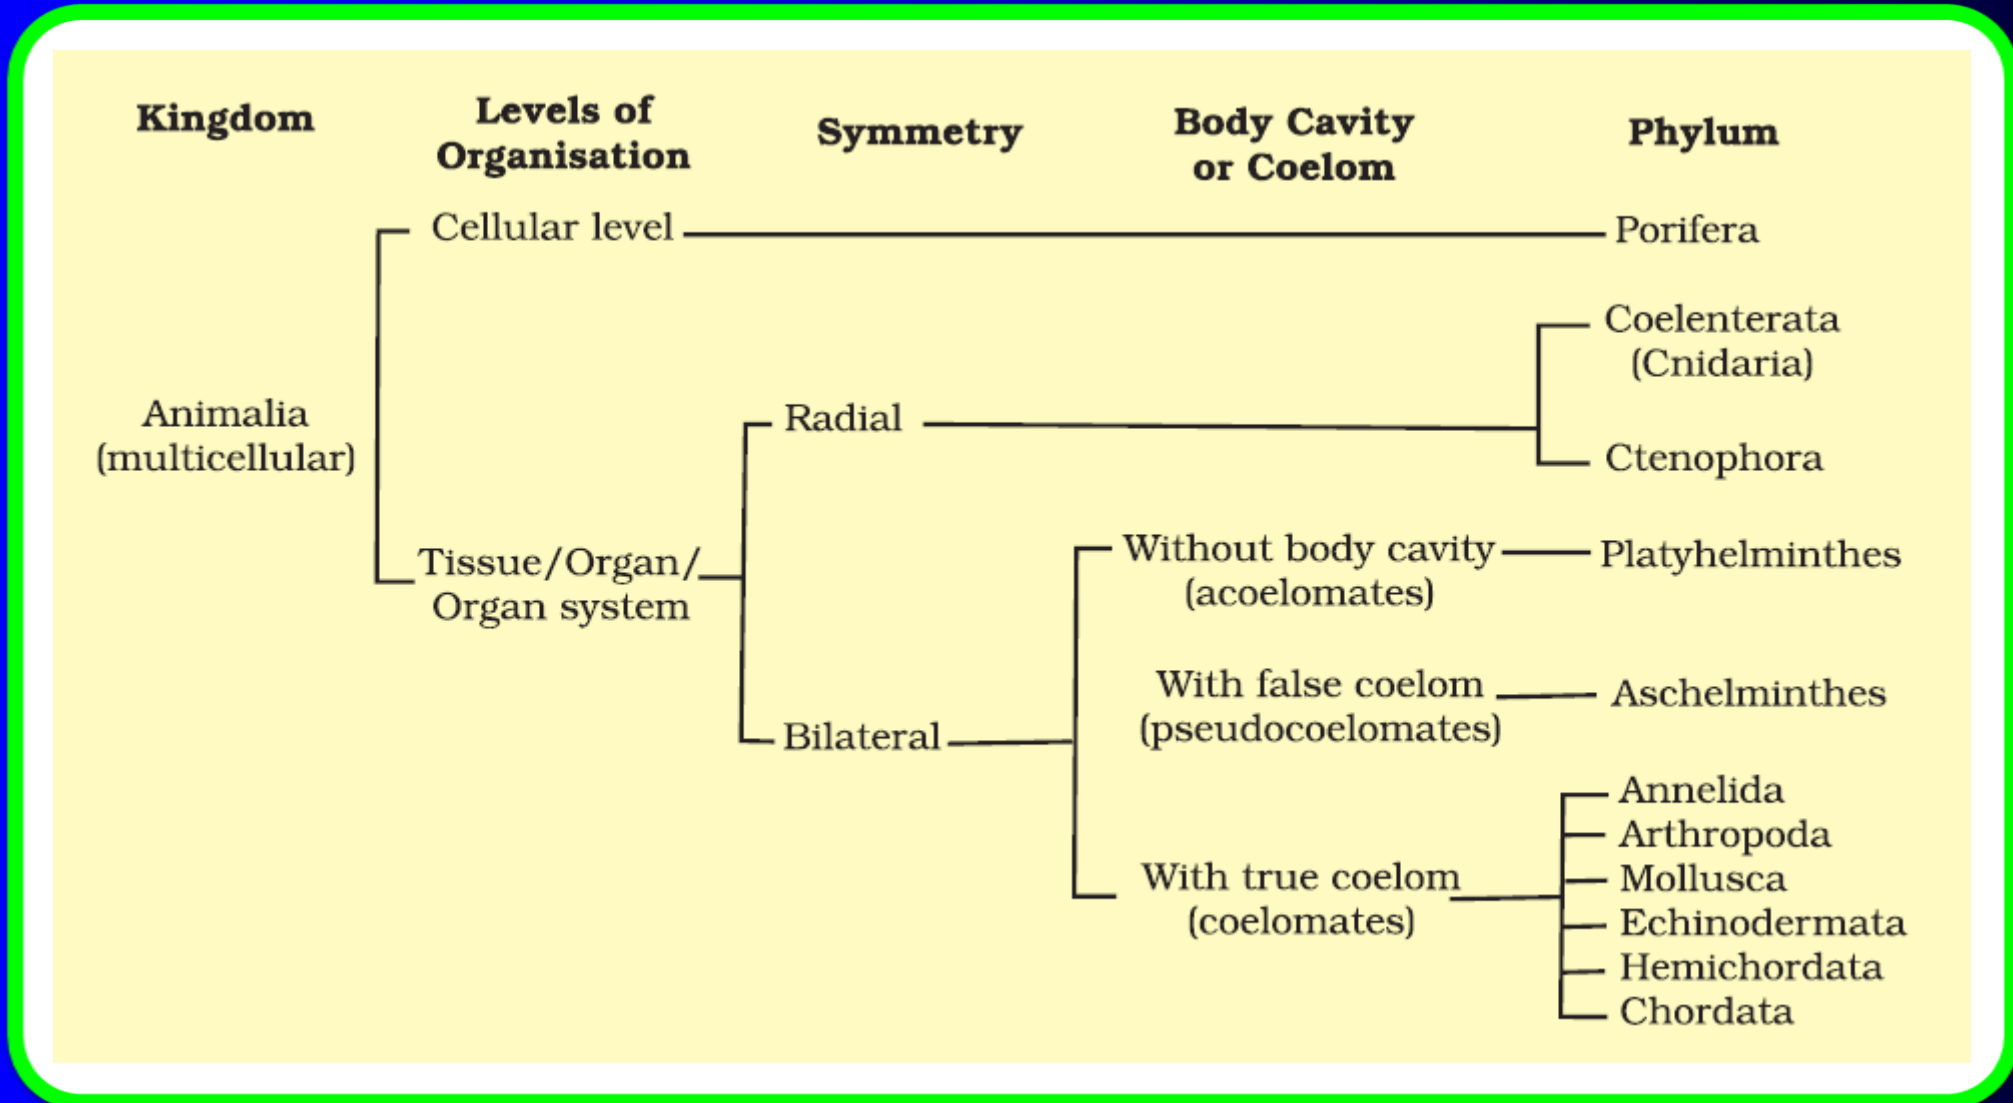 Kingdom
Levels of
Organisation
Symmetry
Body Cavity
or Coelom
Phylum
Cellular level
Porifera
Coelenterata
(Cnidaria)
Animalia
(multicellular)
Radial
Ctenophora
Tissue/Organ/
Organ system
Without body cavity
(acoelomates)
Platyhelminthes
With false coelom
(pseudocoelomates)
Aschelminthes
Bilateral
With true coelom
(coelomates)
Annelida
Arthropoda
Mollusca
Echinodermata
Hemichordata
Chordata